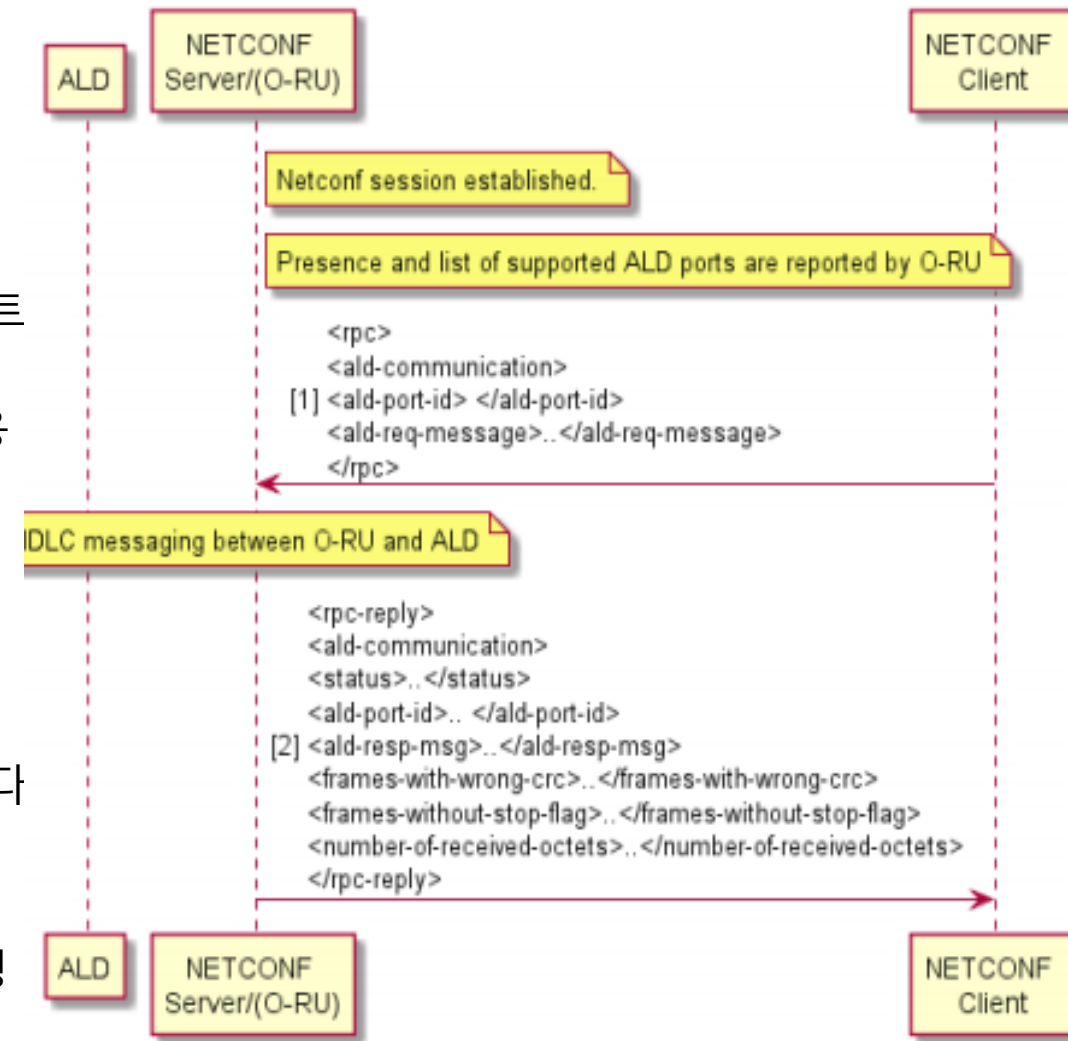 ALD
NETCONF
Server/(O-RU)
NETCONF
Client
Netconf session established.
Presence and list of supported ALD ports are reported by O-RU
트
<rpc>
<ald-communication>
[1] <ald-port-id> </ald-port-id>
<ald-req-message>..</ald-req-message>
</rpc>
DLC messaging between O-RU and ALD
<rpc-reply>
<ald-communication>
<status>..</status>
<ald-port-id>.. </ald-port-id>
[2] <ald-resp-msg>..</ald-resp-msg>
다
<frames-with-wrong-crc>..</frames-with-wrong-crc>
<frames-without-stop-flag>..</frames-without-stop-flag>
<number-of-received-octets>..</number-of-received-octets>
</rpc-reply>
ALD
NETCONF
Server/(O-RU)
NETCONF
Client